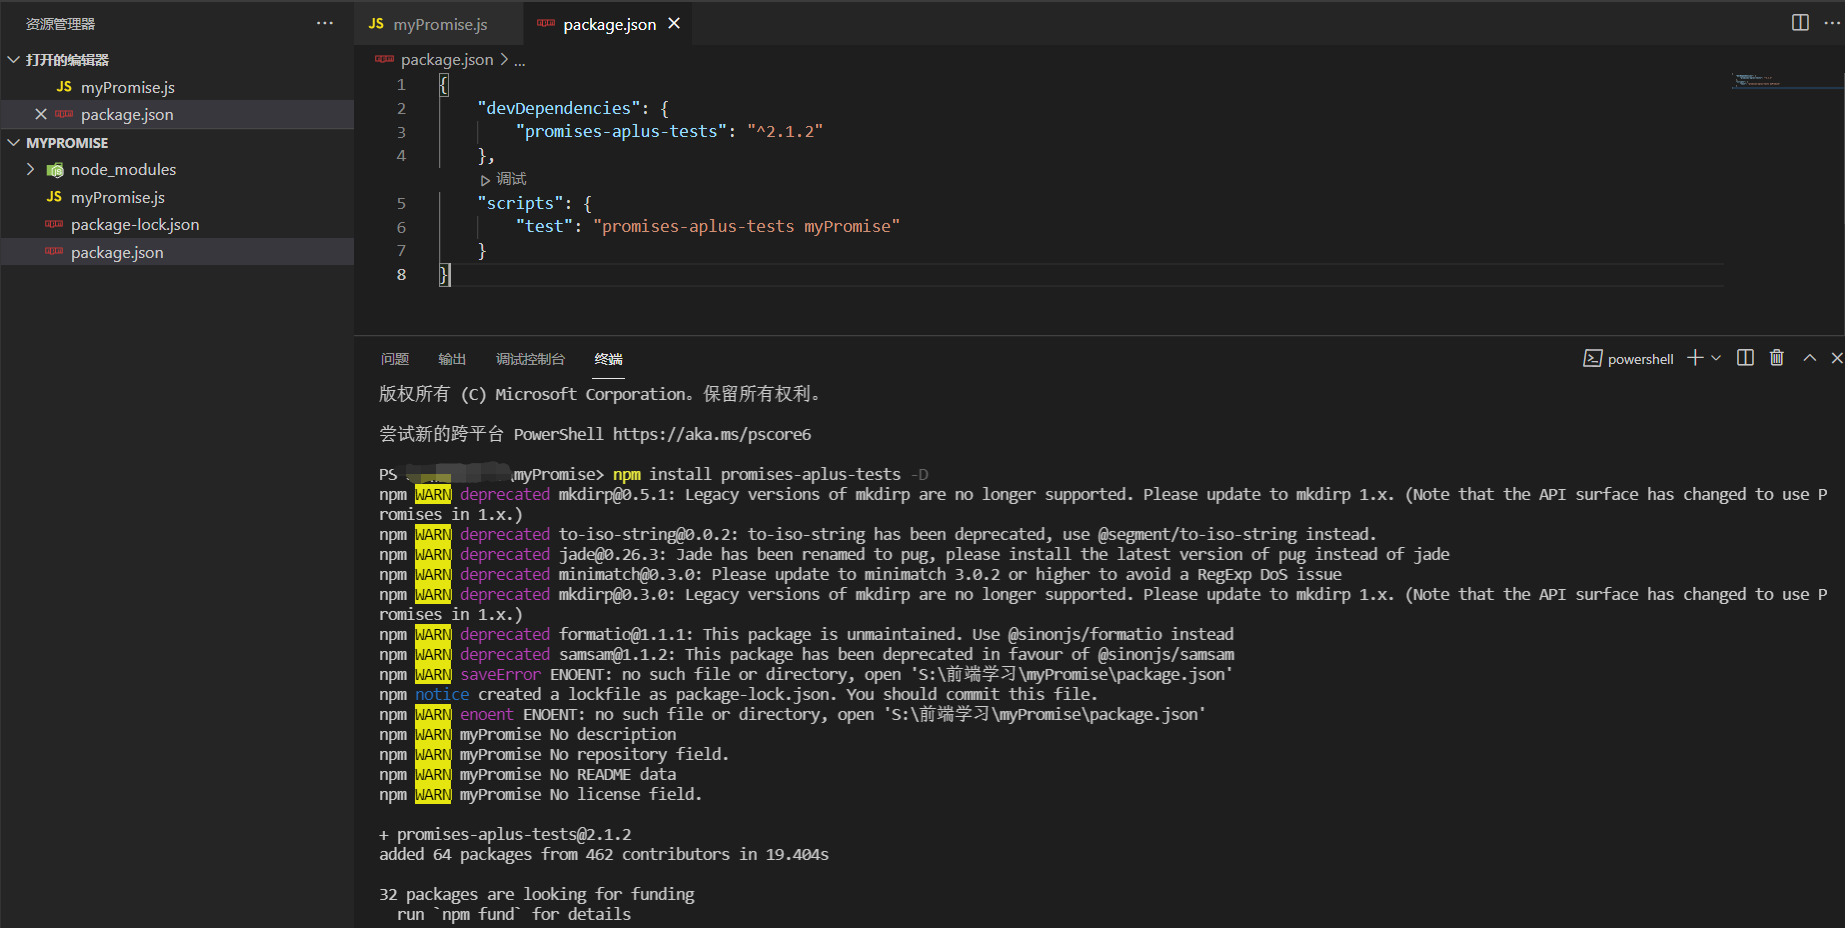 资源管理器
打开的编辑器
JS myPromise.js
package.json
MYPROMISE
node_modules
JS myPromise.js
package-lock.json
package.json
JS myPromise.js
package.json
package.json > ...
1 {
2 "devDependencies": {
3 "promises-aplus-tests": "^2.1.2"
4 },
调试
5 "scripts": {
6 "test": "promises-aplus-tests myPromise"
7 }
8 }
问题 输出 调试控制台 终端
powershell
版权所有 (C) Microsoft Corporation。保留所有权利。
尝试新的跨平台 PowerShell https://aka.ms/pscore6
PS \myPromise> npm install promises-aplus-tests -D
npm WARN deprecated mkdirp@0.5.1: Legacy versions of mkdirp are no longer supported. Please update to mkdirp 1.x. (Note that the API surface has changed to use P
romises in 1.x.)
npm WARN deprecated to-iso-string@0.0.2: to-iso-string has been deprecated, use @segment/to-iso-string instead.
npm WARN deprecated jade@0.26.3: Jade has been renamed to pug, please install the latest version of pug instead of jade
npm WARN deprecated minimatch@0.3.0: Please update to minimatch 3.0.2 or higher to avoid a RegExp DoS issue
npm WARN deprecated mkdirp@0.3.0: Legacy versions of mkdirp are no longer supported. Please update to mkdirp 1.x. (Note that the API surface has changed to use P
romises in 1.x.)
npm WARN deprecated formatio@1.1.1: This package is unmaintained. Use @sinonjs/formatio instead
npm WARN deprecated samsam@1.1.2: This package has been deprecated in favour of @sinonjs/samsam
npm WARN saveError ENOENT: no such file or directory, open 'S:\前端学习\myPromise\package.json'
npm notice created a lockfile as package-lock.json. You should commit this file.
npm WARN enoent ENOENT: no such file or directory, open 'S:\前端学习\myPromise\package.json'
npm WARN myPromise No description
npm WARN myPromise No repository field.
npm WARN myPromise No README data
npm WARN myPromise No license field.
+ promises-aplus-tests@2.1.2
added 64 packages from 462 contributors in 19.404s
32 packages are looking for funding
run `npm fund` for details